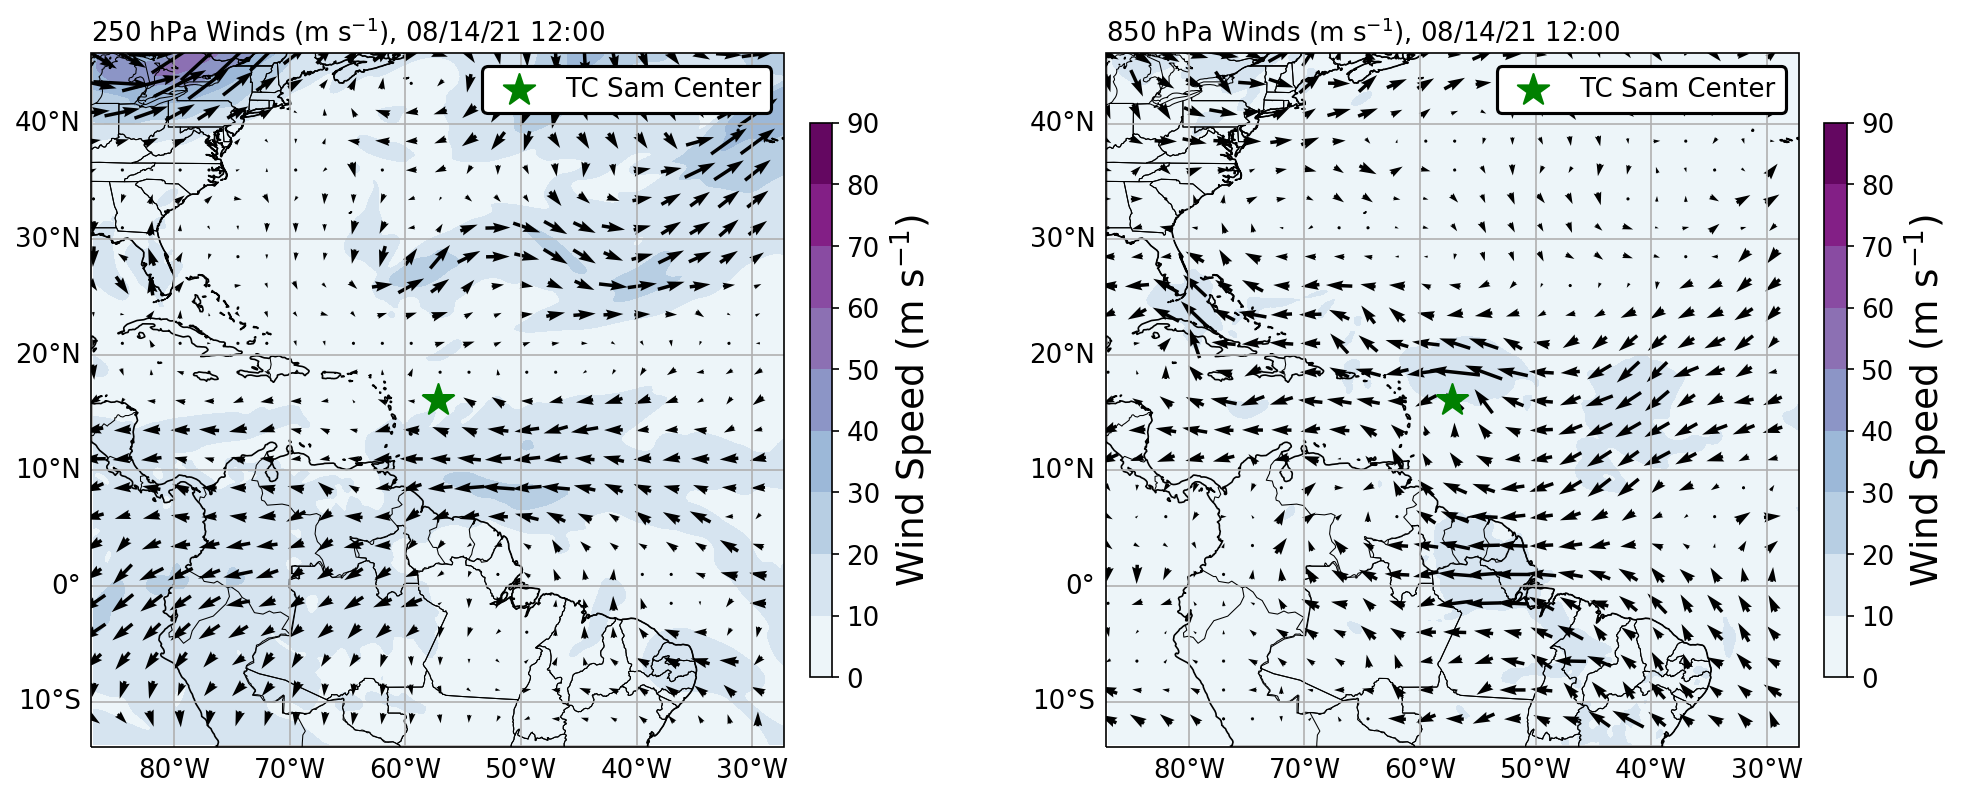 250 hPa Winds (m s⁻¹), 08/14/21 12:00
TC Sam Center
40°N
30°N
20°N
10°N
0°
10°S
80°W 70°W 60°W 50°W 40°W 30°W
90
80
70
60
50
40
30
20
10
0
Wind Speed (m s⁻¹)
850 hPa Winds (m s⁻¹), 08/14/21 12:00
TC Sam Center
40°N
30°N
20°N
10°N
0°
10°S
80°W 70°W 60°W 50°W 40°W 30°W
90
80
70
60
50
40
30
20
10
0
Wind Speed (m s⁻¹)